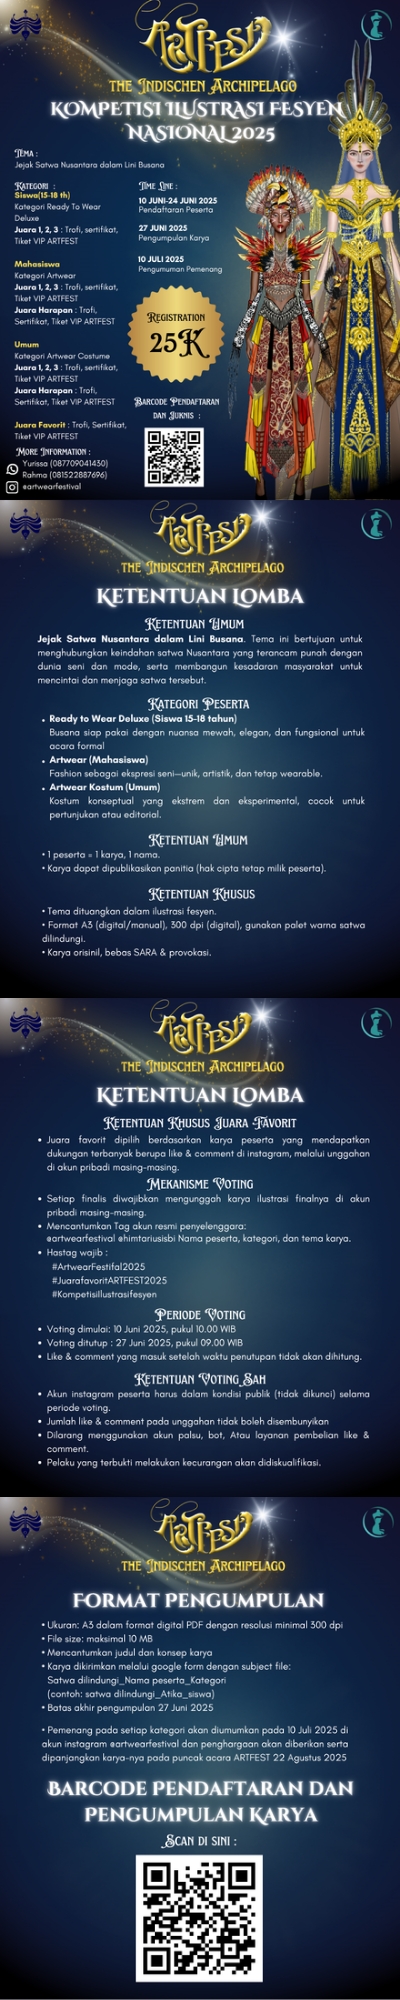 ARTFEST
THE INDISCHEN ARCHIPELAGO
KOMPETISI ILUSTRASI FESYEN
NASIONAL 2025
TEMA :
Jejak Satwa Nusantara dalam Lini Busana
KATEGORI :
Siswa(15-18 th)
Kategori Ready To Wear
Deluxe
Juara 1, 2, 3 : Trofi, sertifikat,
Tiket VIP ARTFEST
Mahasiswa
Kategori Artwear
Juara 1, 2, 3 : Trofi, sertifikat,
Tiket VIP ARTFEST
Juara Harapan : Trofi,
Sertifikat, Tiket VIP ARTFEST
Umum
Kategori Artwear Costume
Juara 1, 2, 3 : Trofi, sertifikat,
Tiket VIP ARTFEST
Juara Harapan : Trofi,
Sertifikat, Tiket VIP ARTFEST
Juara Favorit : Trofi, Sertifikat,
Tiket VIP ARTFEST
MORE INFORMATION :
Yurissa (087709041430)
Rahma (081522887696)
@artwearfestival
TIME LINE :
10 JUNI-24 JUNI 2025
Pendaftaran Peserta
27 JUNI 2025
Pengumpulan Karya
10 JULI 2025
Pengumuman Pemenang
REGISTRATION
25K
BARCODE PENDAFTARAN
DAN JUKNIS :
ARTFEST
THE INDISCHEN ARCHIPELAGO
KETENTUAN LOMBA
KETENTUAN UMUM
Jejak Satwa Nusantara dalam Lini Busana. Tema ini bertujuan untuk
menghubungkan keindahan satwa Nusantara yang terancam punah dengan
dunia seni dan mode, serta membangun kesadaran masyarakat untuk
mencintai dan menjaga satwa tersebut.
KATEGORI PESERTA
• Ready to Wear Deluxe (Siswa 15-18 tahun)
Busana siap pakai dengan nuansa mewah, elegan, dan fungsional untuk
acara formal
• Artwear (Mahasiswa)
Fashion sebagai ekspresi seni—unik, artistik, dan tetap wearable.
• Artwear Kostum (Umum)
Kostum konseptual yang ekstrem dan eksperimental, cocok untuk
pertunjukan atau editorial.
KETENTUAN UMUM
• 1 peserta = 1 karya, 1 nama.
• Karya dapat dipublikasikan panitia (hak cipta tetap milik peserta).
KETENTUAN KHUSUS
• Tema dituangkan dalam ilustrasi fesyen.
• Format A3 (digital/manual), 300 dpi (digital), gunakan palet warna satwa
dilindungi.
• Karya orisinil, bebas SARA & provokasi.
ARTFEST
THE INDISCHEN ARCHIPELAGO
KETENTUAN LOMBA
KETENTUAN KHUSUS JUARA FAVORIT
• Juara favorit dipilih berdasarkan karya peserta yang mendapatkan
dukungan terbanyak berupa like & comment di instagram, melalui unggahan
di akun pribadi masing-masing.
MEKANISME VOTING
• Setiap finalis diwajibkan mengunggah karya ilustrasi finalnya di akun
pribadi masing-masing.
• Mencantumkan Tag akun resmi penyelenggara:
@artwearfestival @himtariusisbi Nama peserta, kategori, dan tema karya.
• Hastag wajib :
#ArtwearFestifal2025
#JuarafavoritARTFEST2025
#Kompetisiillustrasifesyen
PERIODE VOTING
• Voting dimulai: 10 Juni 2025, pukul 10.00 WIB
• Voting ditutup : 27 Juni 2025, pukul 09.00 WIB
• Like & comment yang masuk setelah waktu penutupan tidak akan dihitung.
KETENTUAN VOTING SAH
• Akun instagram peserta harus dalam kondisi publik (tidak dikunci) selama
periode voting.
• Jumlah like & comment pada unggahan tidak boleh disembunyikan
• Dilarang menggunakan akun palsu, bot, Atau layanan pembelian like &
comment.
• Pelaku yang terbukti melakukan kecurangan akan didiskualifikasi.
ARTFEST
THE INDISCHEN ARCHIPELAGO
FORMAT PENGUMPULAN
• Ukuran: A3 dalam format digital PDF dengan resolusi minimal 300 dpi
• File size: maksimal 10 MB
• Mencantumkan judul dan konsep karya
• Karya dikirimkan melalui google form dengan subject file:
Satwa dilindungi_Nama peserta_Kategori
(contoh: satwa dilindungi_Atika_siswa)
• Batas akhir pengumpulan 27 Juni 2025
• Pemenang pada setiap kategori akan diumumkan pada 10 Juli 2025 di
akun instagram @artwearfestival dan penghargaan akan diberikan serta
dipanjangkan karya-nya pada puncak acara ARTFEST 22 Agustus 2025
BARCODE PENDAFTARAN DAN
PENGUMPULAN KARYA
SCAN DI SINI :